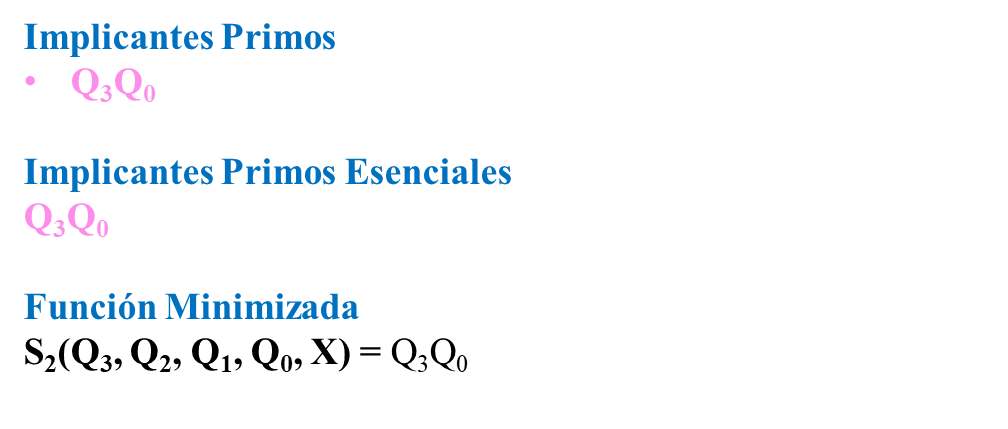 Implicantes Primos
• Q₃Q₀
Implicantes Primos Esenciales
Q₃Q₀
Función Minimizada
S₂(Q₃, Q₂, Q₁, Q₀, X) = Q₃Q₀